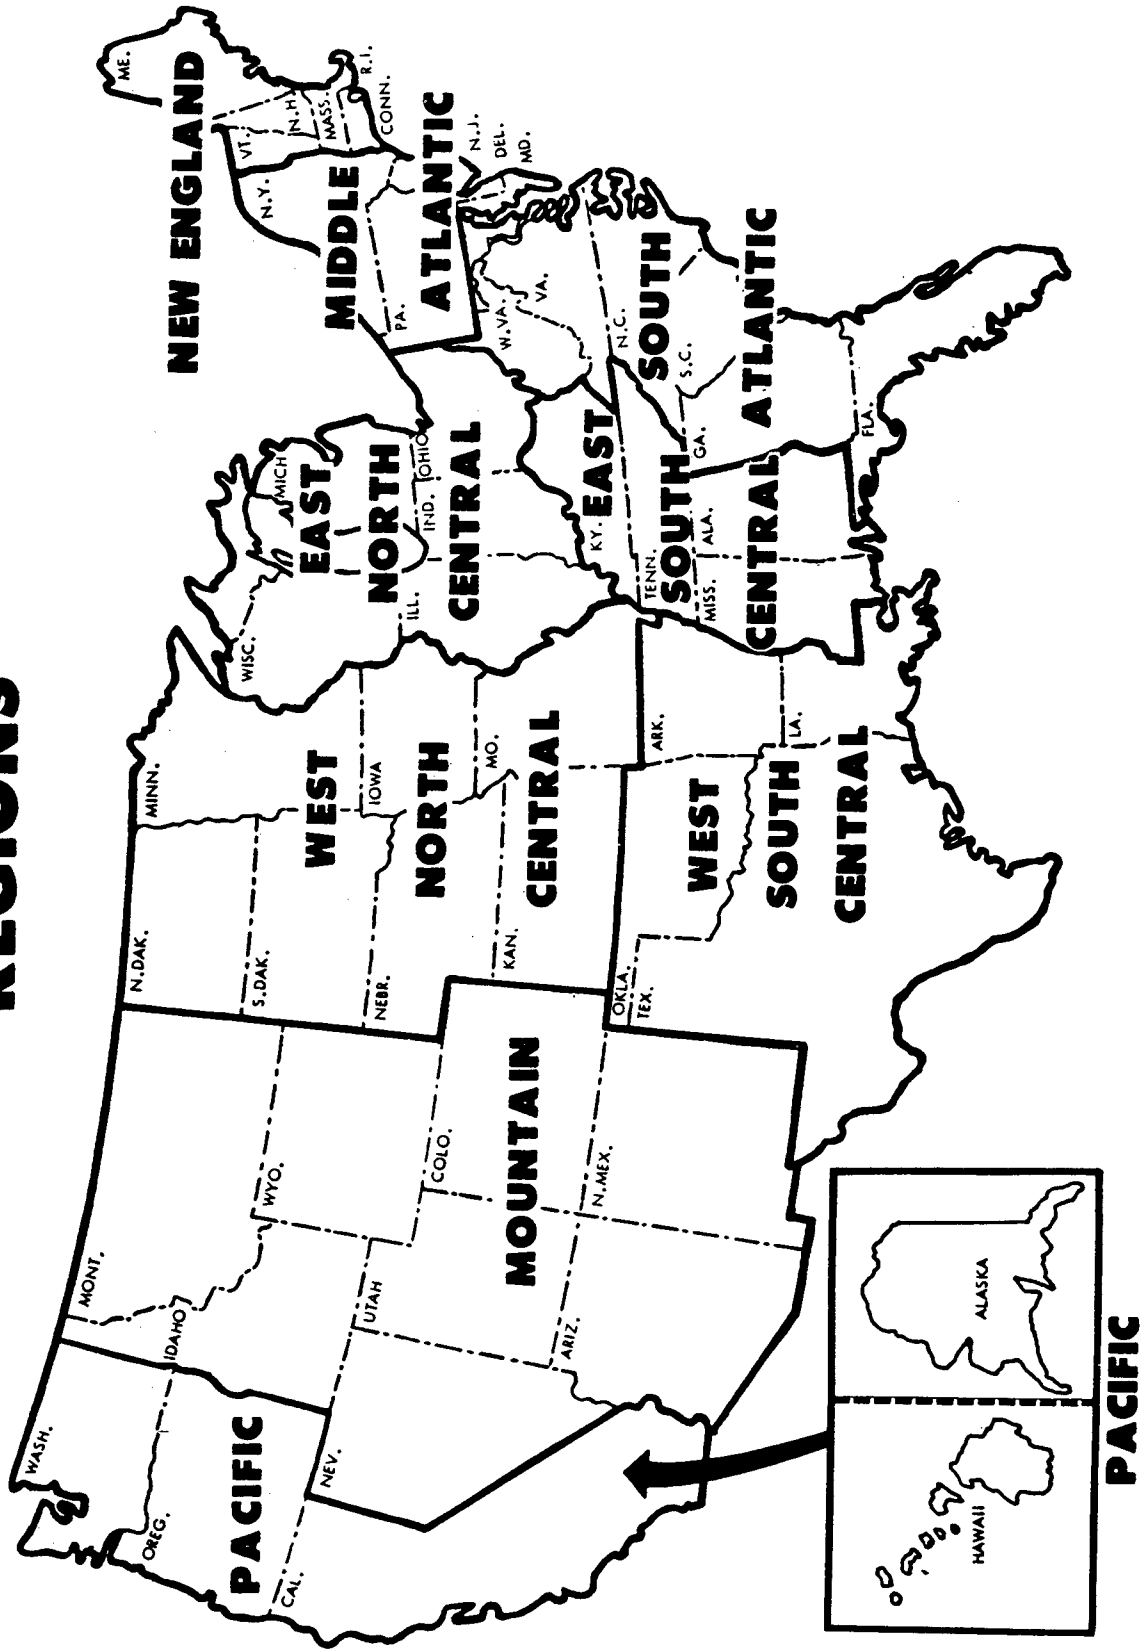 REGIONS
NEW ENGLAND
ME.
VT.
N.H.
MASS.
R.I.
CONN.
MIDDLE
ATLANTIC
N.Y.
PA.
N.J.
DEL.
MD.
EAST
NORTH
CENTRAL
WISC.
MICH
ILL.
IND.
OHIO
WEST
NORTH
CENTRAL
N.DAK.
MINN.
S.DAK.
IOWA
NEBR.
MO.
KAN.
SOUTH
ATLANTIC
W.VA.
VA.
N.C.
S.C.
GA.
FLA.
EAST
SOUTH
CENTRAL
KY.
TENN.
MISS.
ALA.
WEST
SOUTH
CENTRAL
OKLA.
TEX.
ARK.
LA.
MOUNTAIN
MONT.
IDAHO
WYO.
UTAH
COLO.
NEV.
ARIZ.
N.MEX.
PACIFIC
WASH.
OREG.
CAL.
HAWAII
ALASKA
PACIFIC